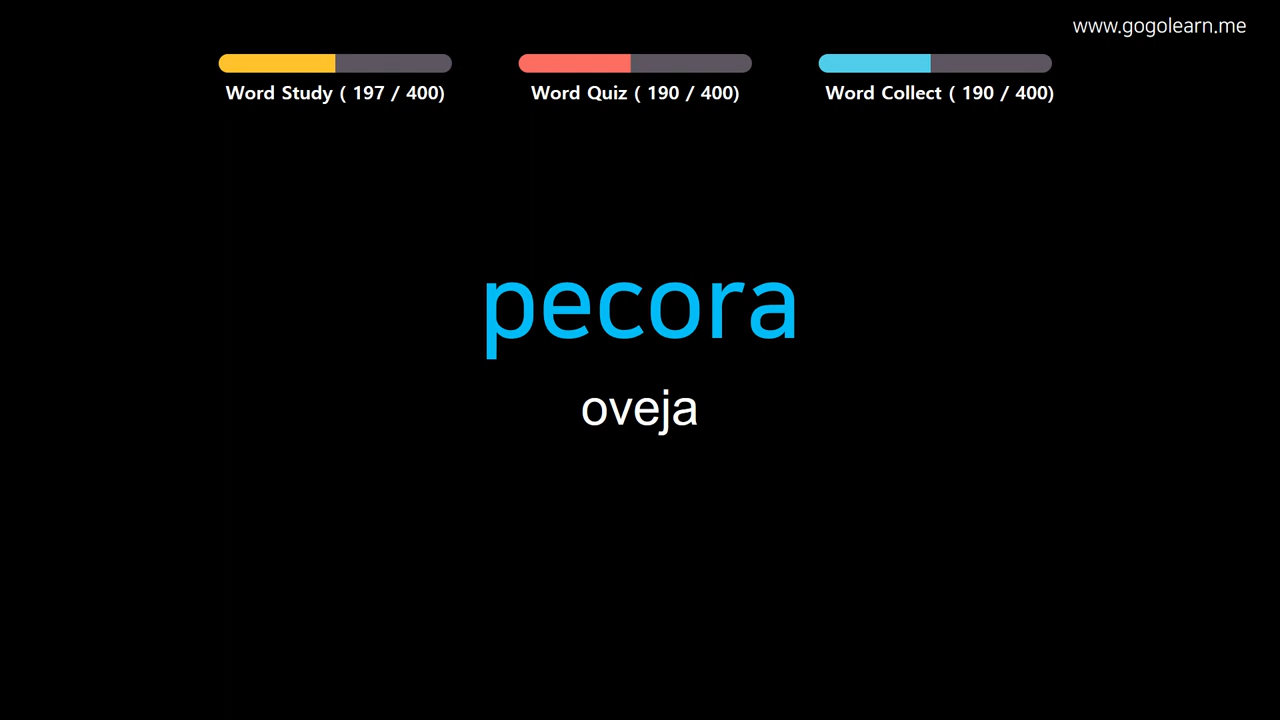 www.gogolearn.me
Word Study ( 197 / 400)
Word Quiz ( 190 / 400)
Word Collect ( 190 / 400)
pecora
oveja